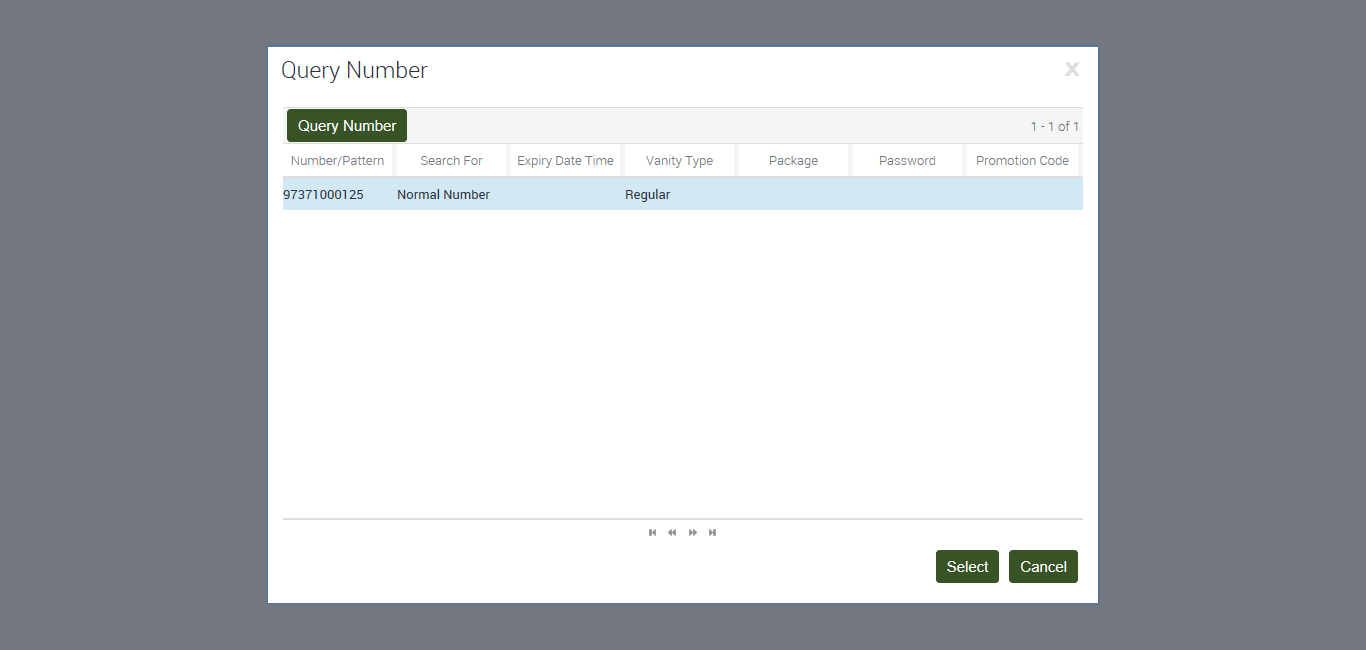 Query Number
X
Query Number 1 - 1 of 1
Number/Pattern Search For Expiry Date Time Vanity Type Package Password Promotion Code
97371000125 Normal Number Regular
Select Cancel